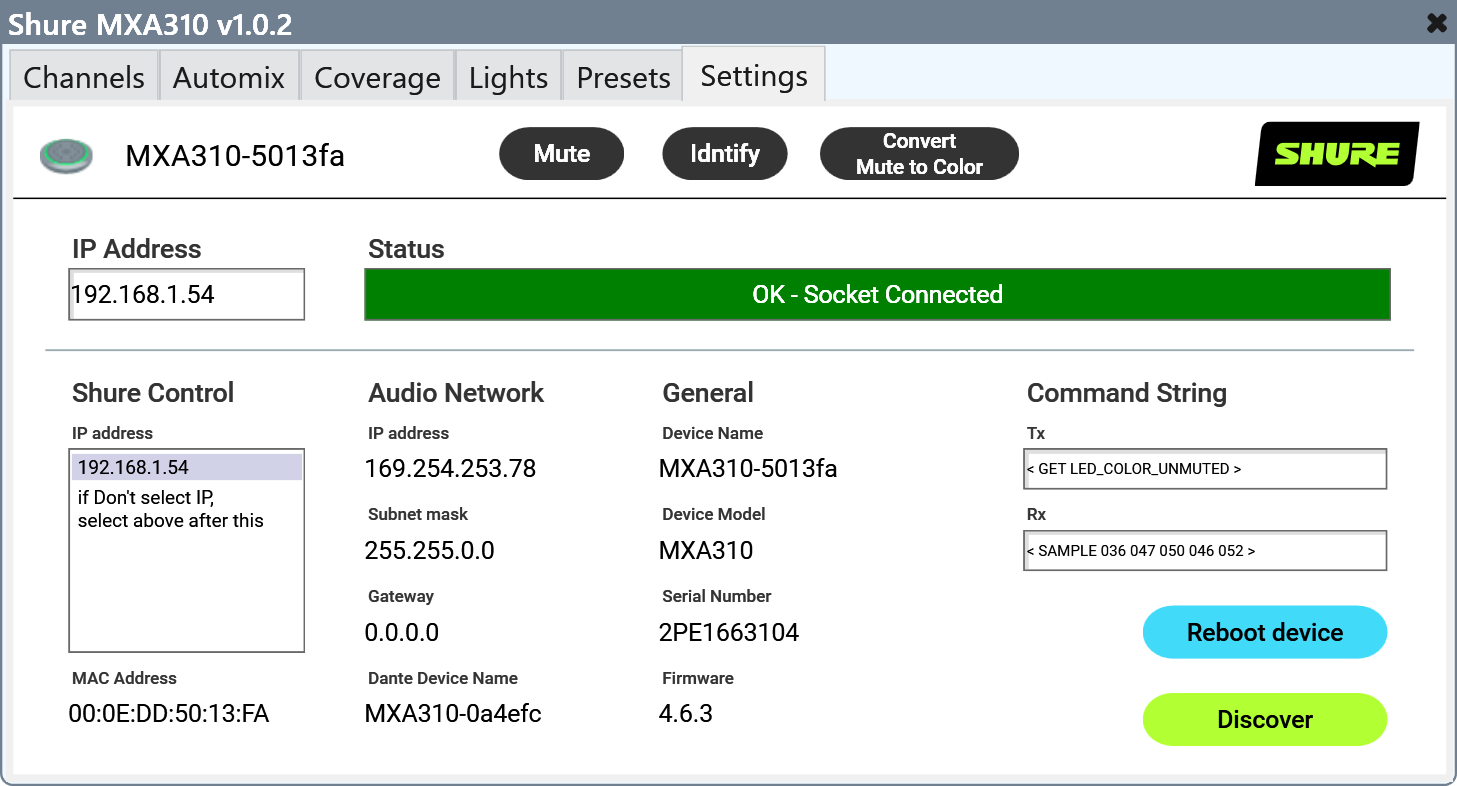 Shure MXA310 v1.0.2
Channels
Automix
Coverage
Lights
Presets
Settings
MXA310-5013fa
Mute
Idntify
Convert
Mute to Color
SHURE
IP Address
192.168.1.54
Status
OK - Socket Connected
Shure Control
IP address
192.168.1.54
if Don't select IP,
select above after this
MAC Address
00:0E:DD:50:13:FA
Audio Network
IP address
169.254.253.78
Subnet mask
255.255.0.0
Gateway
0.0.0.0
Dante Device Name
MXA310-0a4efc
General
Device Name
MXA310-5013fa
Device Model
MXA310
Serial Number
2PE1663104
Firmware
4.6.3
Command String
Tx
< GET LED_COLOR_UNMUTED >
Rx
< SAMPLE 036 047 050 046 052 >
Reboot device
Discover